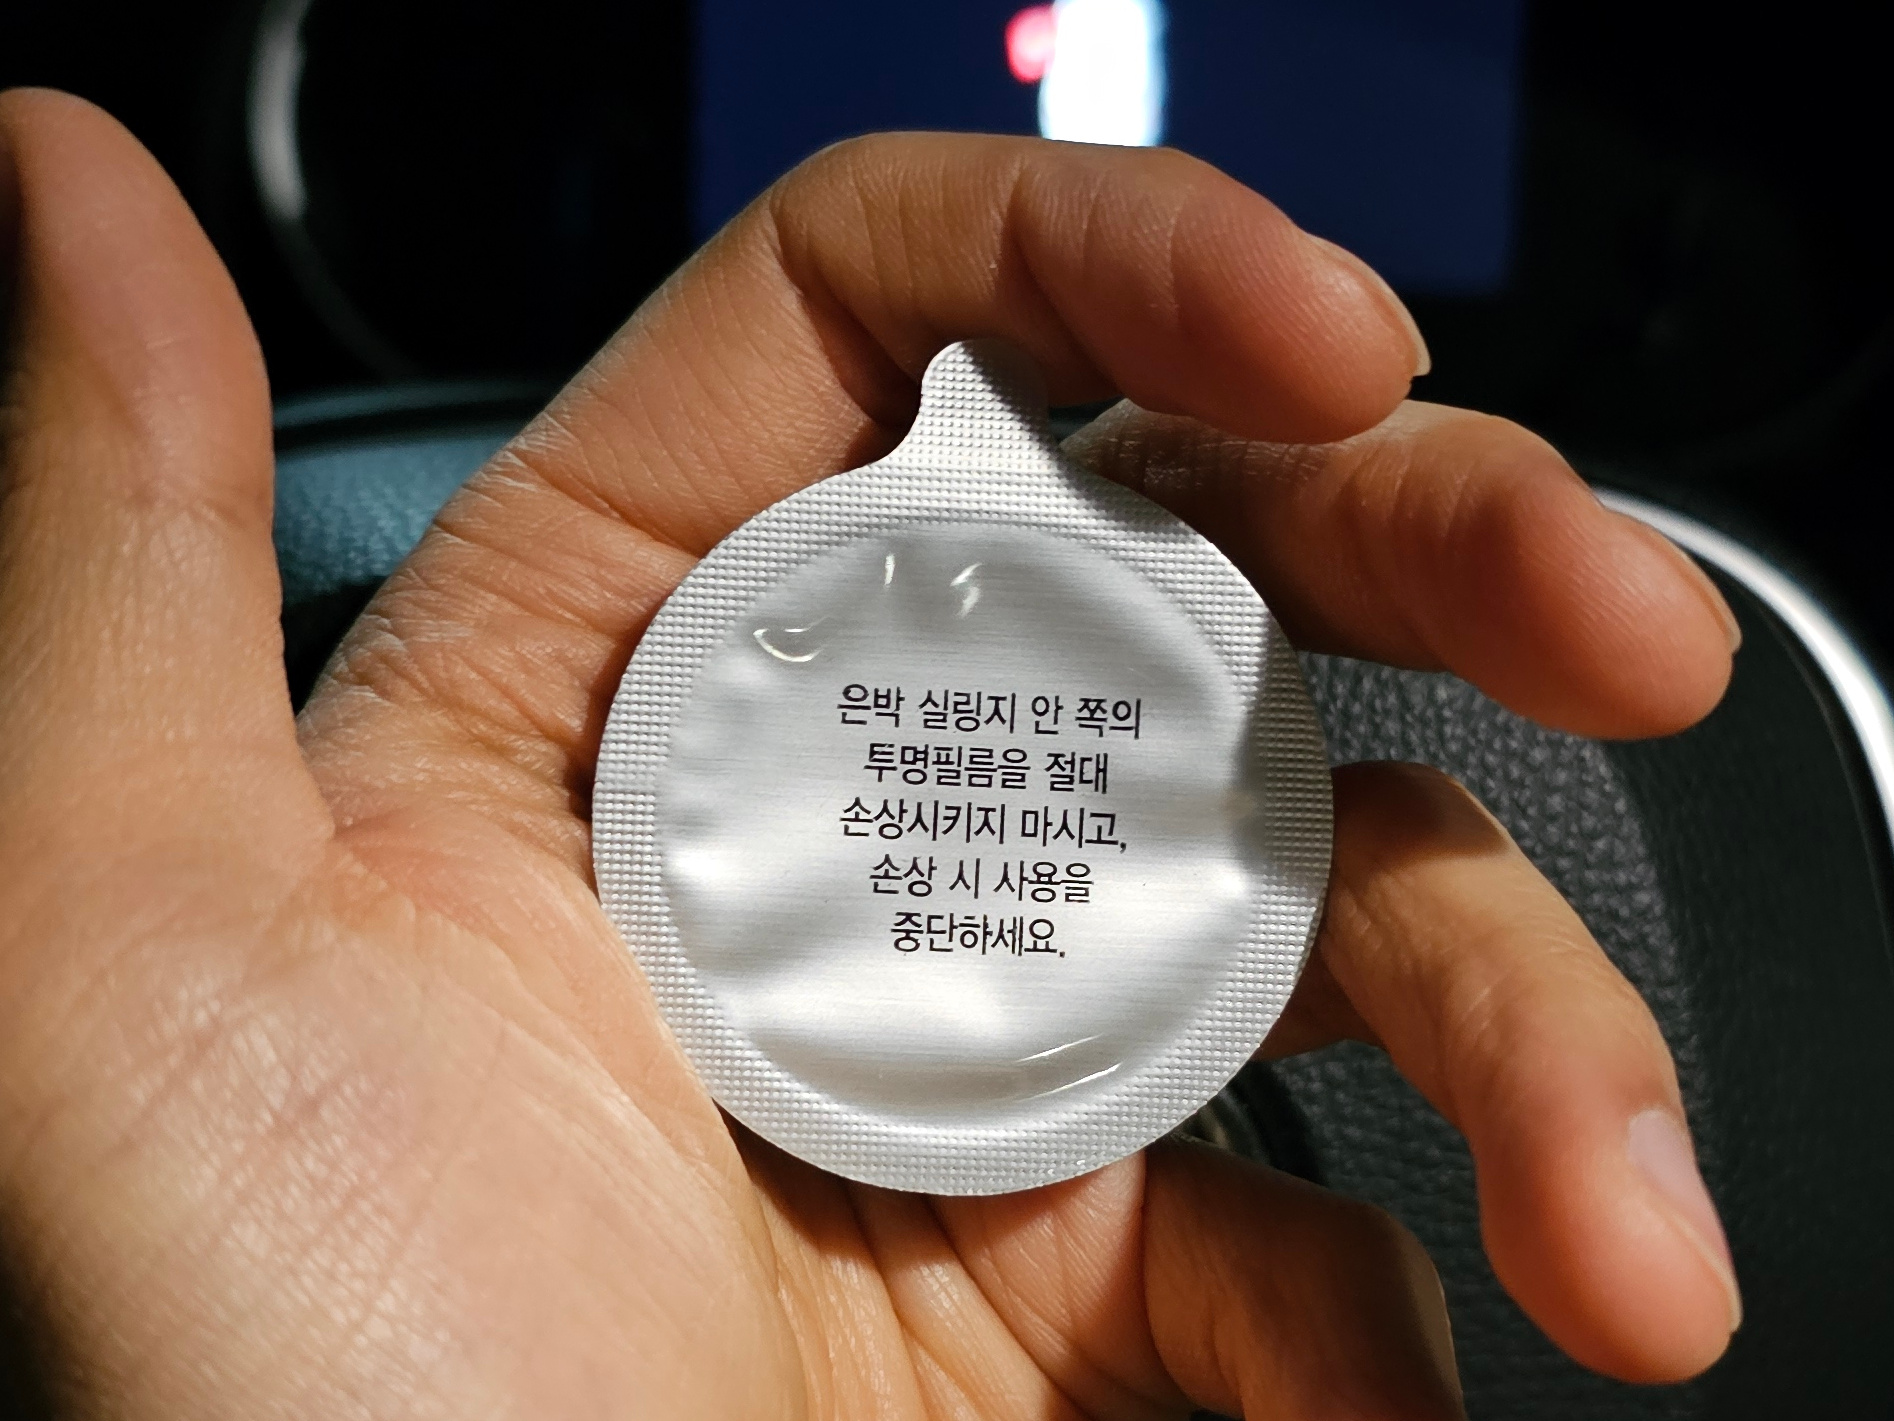 은박 실링지 안 쪽의
투명필름을 절대
손상시키지 마시고,
손상 시 사용을
중단하세요.